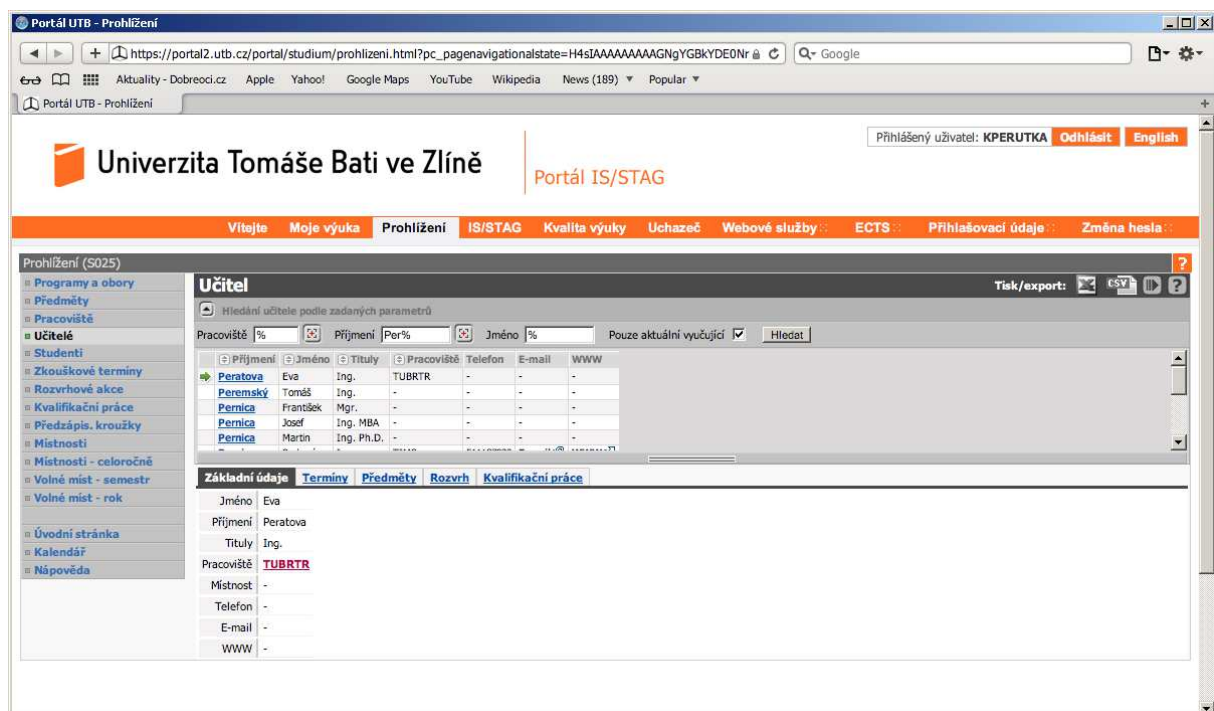 Portál UTB - Prohlížení
https://portal2.utb.cz/portal/studium/prohlizeni.html?pc_pagenavigationalstate=H4sIAAAAAAAAAGNgYGBkYDE0Nr
Google
Aktuality - Dobreoci.cz Apple Yahoo! Google Maps YouTube Wikipedia News (189) Popular
Portál UTB - Prohlížení
Přihlášený uživatel: KPERUTKA Odhlásit English
Univerzita Tomáše Bati ve Zlíně
Portál IS/STAG
Vítejte Moje výuka Prohlížení IS/STAG Kvalita výuky Uchazeč Webové služby Ects Přihlašovací údaje Změna hesla
Prohlížení (S025) ?
Programy a obory
Předměty
Pracoviště
Učitelé
Studenti
Zkouškové termíny
Rozvrhové akce
Kvalifikační práce
Předzápis. kroužky
Místnosti
Místnosti - celoročně
Volné míst - semestr
Volné míst - rok
Úvodní stránka
Kalendář
Nápověda
Učitel Tisk/export: CSV ?
Hledání učitele podle zadaných parametrů
Pracoviště % Příjmení Per% Jméno % Pouze aktuální vyučující Hledat
Příjmení Jméno Tituly Pracoviště Telefon E-mail WWW
Peratova Eva Ing. TUBRTR - - -
Peremský Tomáš Ing. - - - -
Pernica František Mgr. - - - -
Pernica Josef Ing. MBA - - - -
Pernica Martin Ing. Ph.D. - - - -
Základní údaje Termíny Předměty Rozvrh Kvalifikační práce
Jméno Eva
Příjmení Peratova
Tituly Ing.
Pracoviště TUBRTR
Místnost -
Telefon -
E-mail -
WWW -